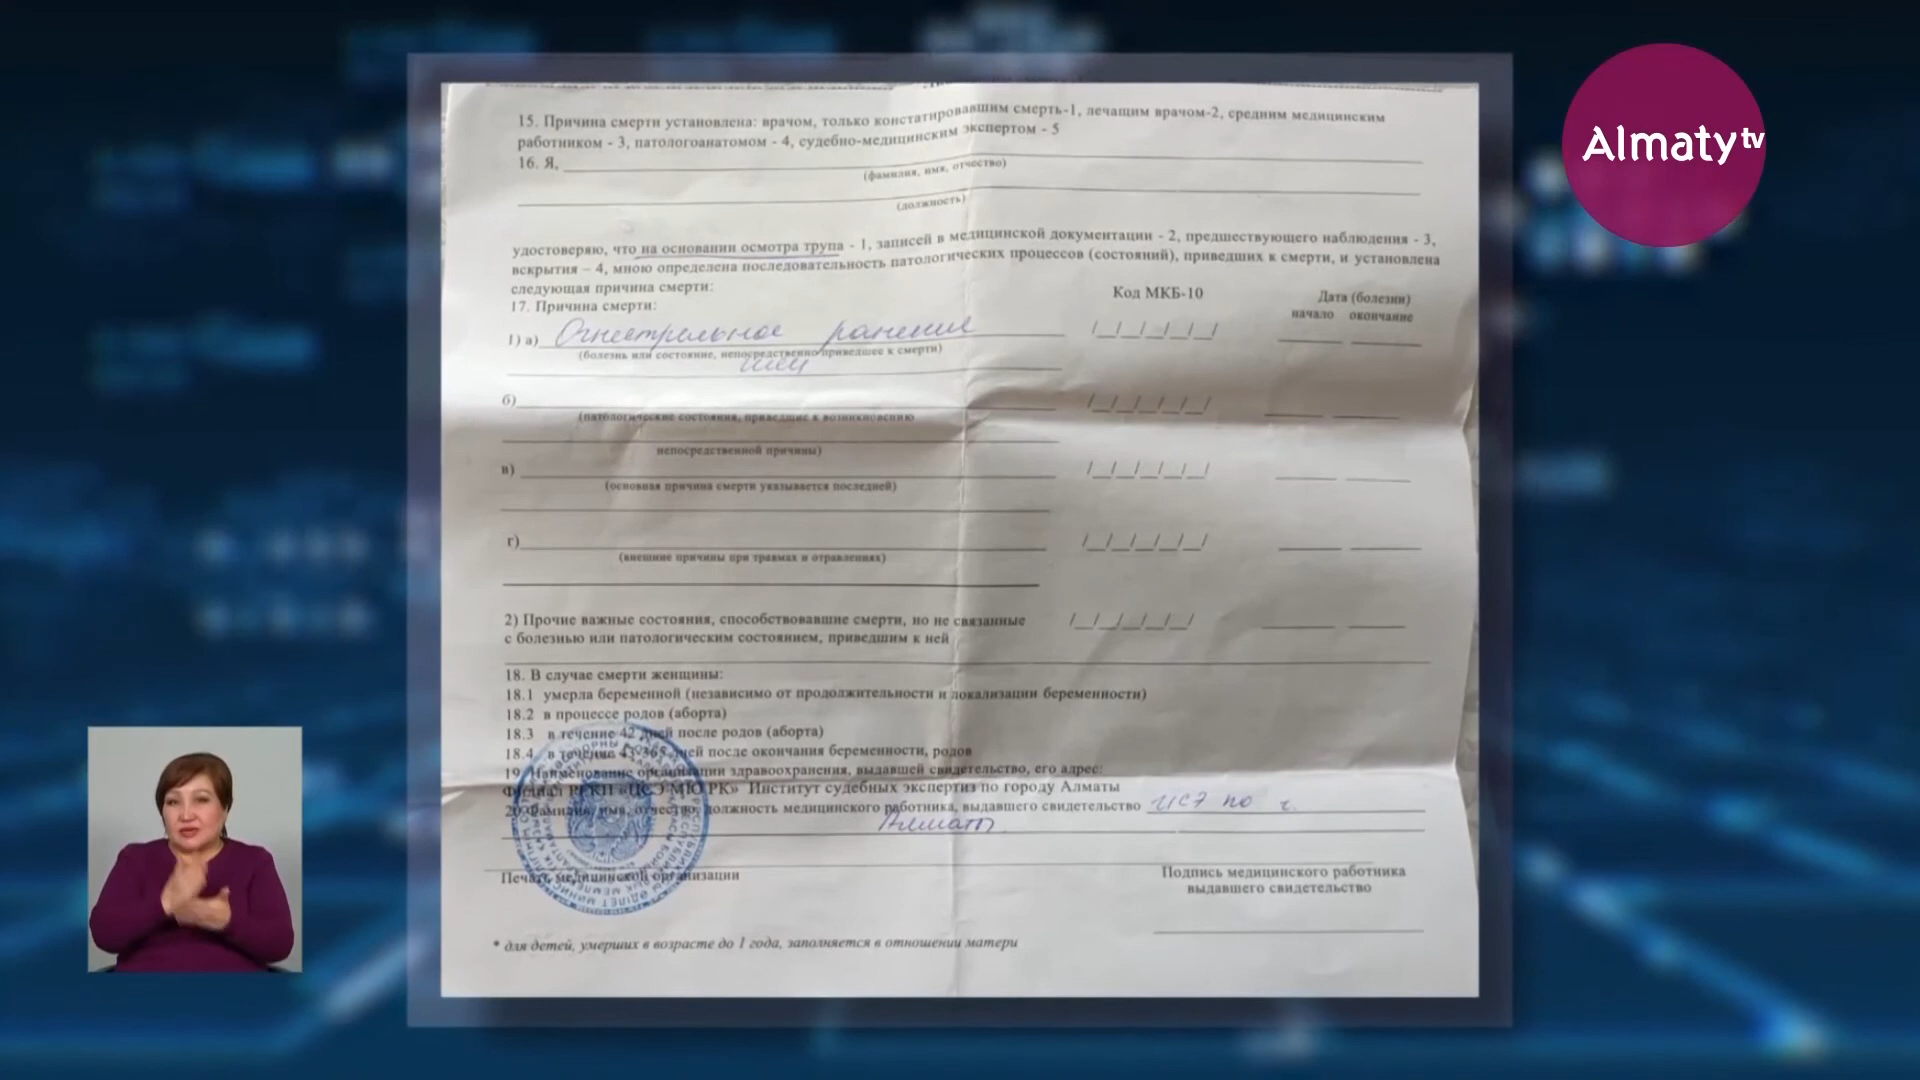 Almaty tv
15. Причина смерти установлена: врачом, только констатировавшим смерть-1, лечащим врачом-2, средним медицинским
работником - 3, патологоанатомом - 4, судебно-медицинским экспертом - 5
16. Я,
(фамилия, имя, отчество)
(должность)
удостоверяю, что на основании осмотра трупа - 1, записей в медицинской документации - 2, предшествующего наблюдения - 3,
вскрытия – 4, мною определена последовательность патологических процессов (состояний), приведших к смерти, и установлена
следующая причина смерти:
17. Причина смерти:
Код МКБ-10
Дата (болезни)
начало окончание
1) а) Огнестрельное ранение
(болезнь или состояние, непосредственно приведшее к смерти)
шеи
б)
(патологические состояния, приведшие к возникновению
непосредственной причины)
в)
(основная причина смерти указывается последней)
г)
(внешние причины при травмах и отравлениях)
2) Прочие важные состояния, способствовавшие смерти, но не связанные
с болезнью или патологическим состоянием, приведшим к ней
18. В случае смерти женщины:
18.1 умерла беременной (независимо от продолжительности и локализации беременности)
18.2 в процессе родов (аборта)
18.3 в течение 42 дней после родов (аборта)
18.4 в течение 43-365 дней после окончания беременности, родов
19. Наименование организации здравоохранения, выдавшей свидетельство, его адрес:
Филиал РГКП «ЦСЭ МЮ РК» Институт судебных экспертиз по городу Алматы
20. Фамилия, имя, отчество, должность медицинского работника, выдавшего свидетельство ИСЭ по г.
Алматы
Печать медицинской организации
Подпись медицинского работника
выдавшего свидетельство
* для детей, умерших в возрасте до 1 года, заполняется в отношении матери